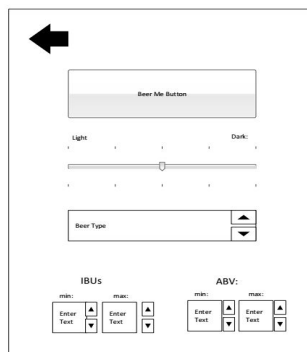 Beer Me Button
Light Dark:
Beer Type
IBUs ABV:
min: max: min: max:
Enter Enter Enter Enter
Text Text Text Text